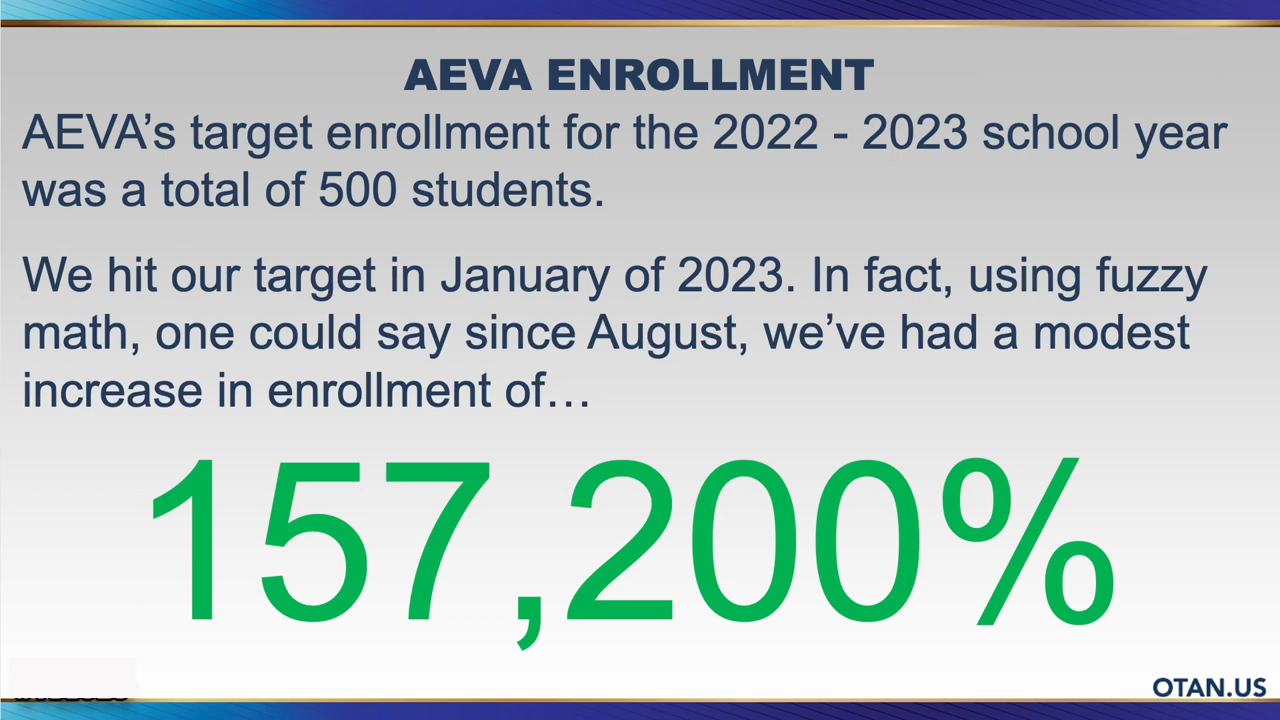 AEVA ENROLLMENT
AEVA’s target enrollment for the 2022 - 2023 school year
was a total of 500 students.
We hit our target in January of 2023. In fact, using fuzzy
math, one could say since August, we’ve had a modest
increase in enrollment of…
157,200%
OTAN.US